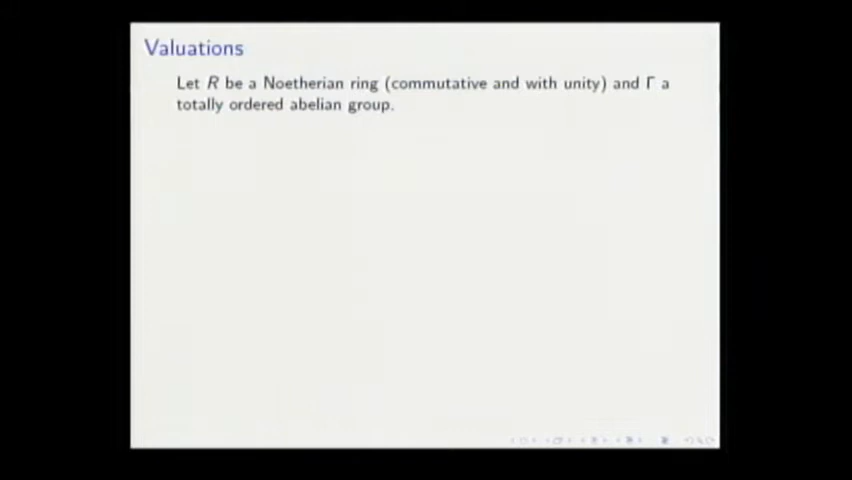 Valuations
Let R be a Noetherian ring (commutative and with unity) and Γ a
totally ordered abelian group.